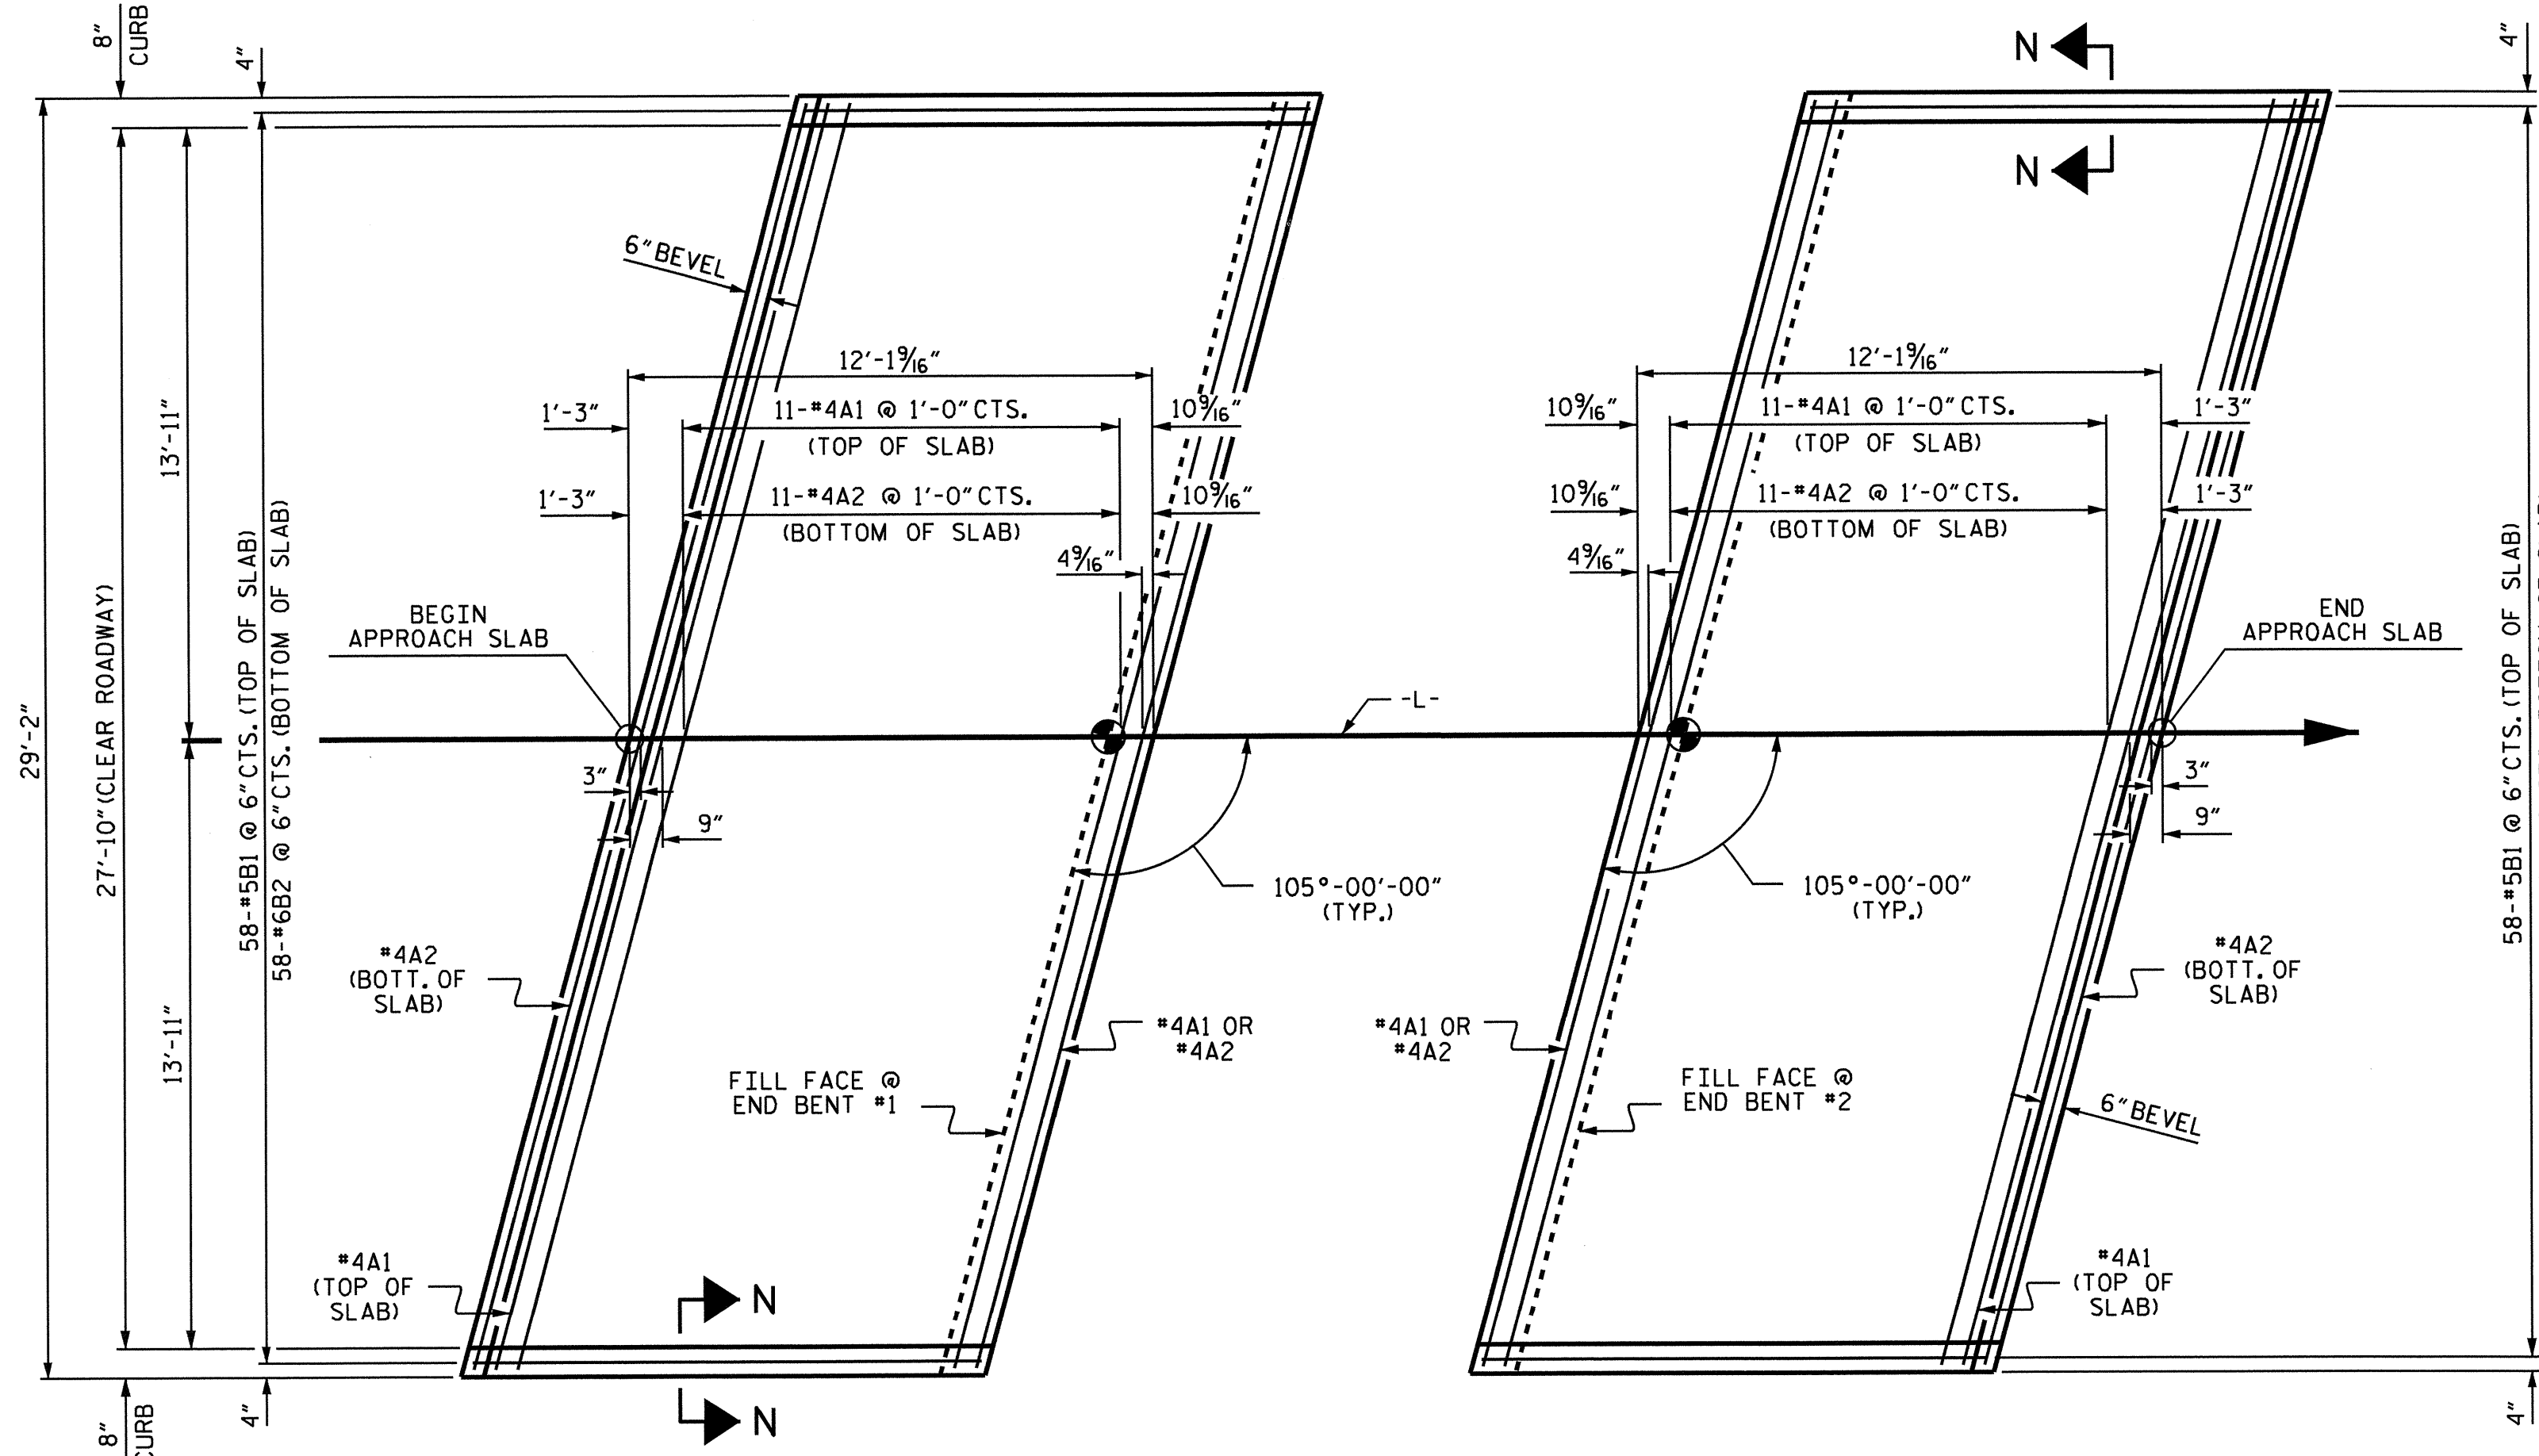 8"
CURB
4"
N
4"
29'-2"
27'-10" (CLEAR ROADWAY)
13'-11"
13'-11"
58-#5B1 @ 6" CTS. (TOP OF SLAB)
58-#6B2 @ 6" CTS. (BOTTOM OF SLAB)
N
6" BEVEL
12'-1 9/16"
12'-1 9/16"
1'-3"
11-#4A1 @ 1'-0" CTS.
(TOP OF SLAB)
10 9/16"
10 9/16"
11-#4A1 @ 1'-0" CTS.
(TOP OF SLAB)
1'-3"
1'-3"
11-#4A2 @ 1'-0" CTS.
(BOTTOM OF SLAB)
10 9/16"
10 9/16"
11-#4A2 @ 1'-0" CTS.
(BOTTOM OF SLAB)
1'-3"
4 9/16"
4 9/16"
58-#5B1 @ 6" CTS. (TOP OF SLAB)
BEGIN
APPROACH SLAB
END
APPROACH SLAB
-L-
3"
9"
3"
9"
105°-00'-00"
(TYP.)
105°-00'-00"
(TYP.)
#4A2
(BOTT. OF
SLAB)
#4A2
(BOTT. OF
SLAB)
#4A1 OR
#4A2
#4A1 OR
#4A2
FILL FACE @
END BENT #1
FILL FACE @
END BENT #2
6" BEVEL
#4A1
(TOP OF
SLAB)
#4A1
(TOP OF
SLAB)
N
N
4"
8"
CURB
4"